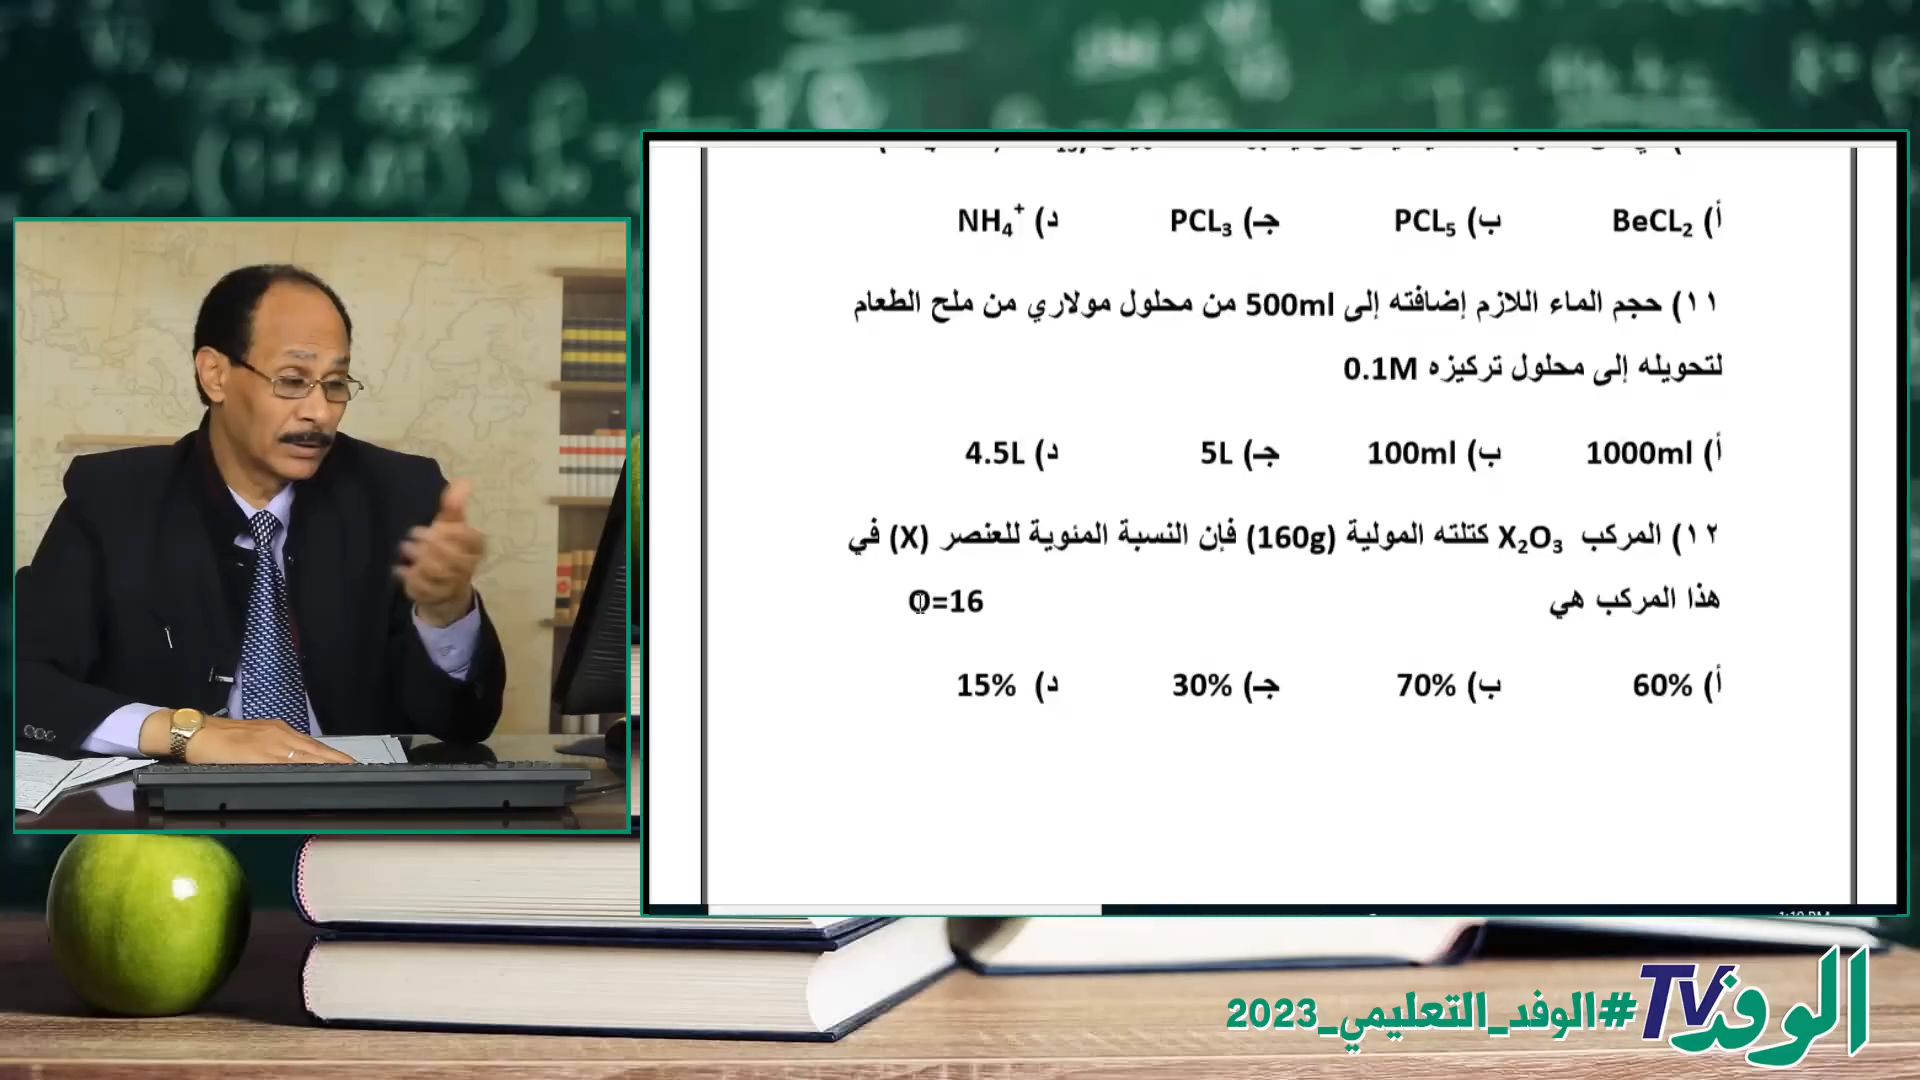 أ) BeCL₂ ب) PCL₅ جـ) PCL₃ د) NH₄⁺
١١) حجم الماء اللازم إضافته إلى 500ml من محلول مولاري من ملح الطعام
لتحويله إلى محلول تركيزه 0.1M
أ) 1000ml ب) 100ml جـ) 5L د) 4.5L
١٢) المركب X₂O₃ كتلته المولية (160g) فإن النسبة المئوية للعنصر (X) في
هذا المركب هي O=16
أ) 60% ب) 70% جـ) 30% د) 15%
#الوفد_التعليمي_2023
الوفد TV